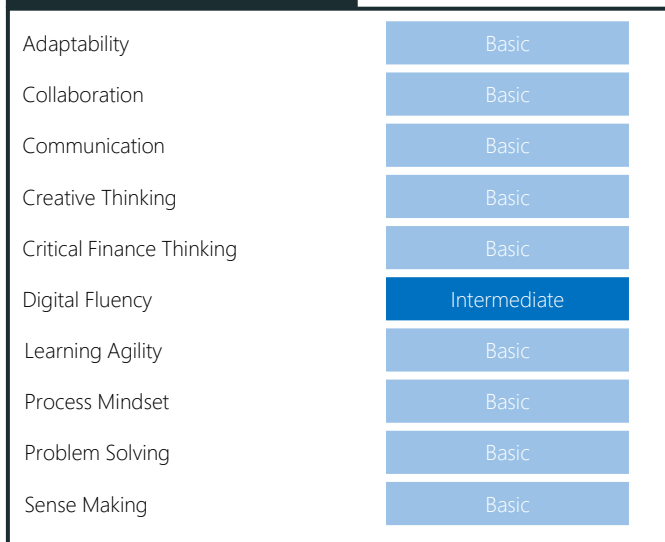 Adaptability Basic
Collaboration Basic
Communication Basic
Creative Thinking Basic
Critical Finance Thinking Basic
Digital Fluency Intermediate
Learning Agility Basic
Process Mindset Basic
Problem Solving Basic
Sense Making Basic